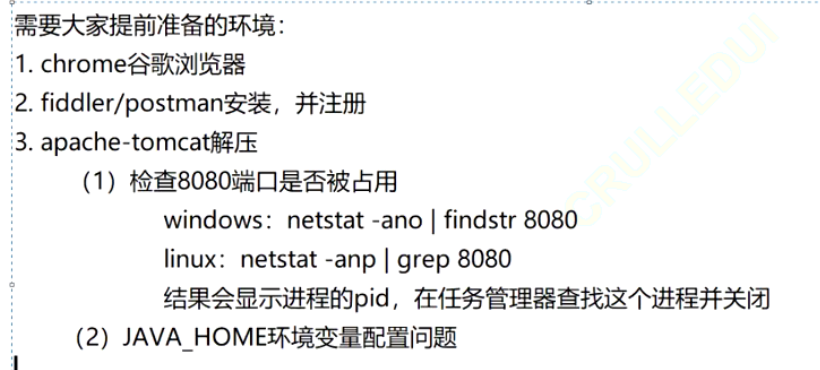 需要大家提前准备的环境：
1. chrome谷歌浏览器
2. fiddler/postman安装，并注册
3. apache-tomcat解压
（1）检查8080端口是否被占用
windows：netstat -ano | findstr 8080
linux：netstat -anp | grep 8080
结果会显示进程的pid，在任务管理器查找这个进程并关闭
（2）JAVA_HOME环境变量配置问题
CRULLEDUI